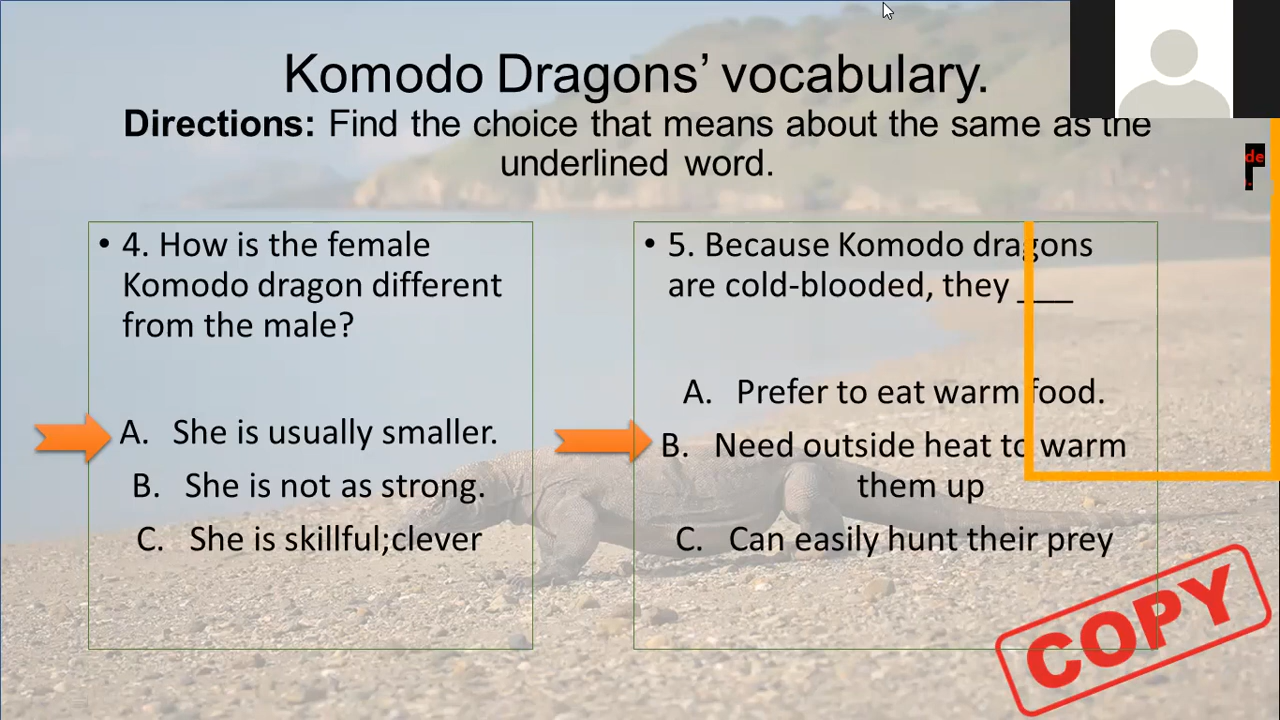 Komodo Dragons’ vocabulary.
Directions: Find the choice that means about the same as the
underlined word.
• 4. How is the female
Komodo dragon different
from the male?
A. She is usually smaller.
B. She is not as strong.
C. She is skillful;clever
• 5. Because Komodo dragons
are cold-blooded, they ___
A. Prefer to eat warm food.
B. Need outside heat to warm
them up
C. Can easily hunt their prey
de
COPY